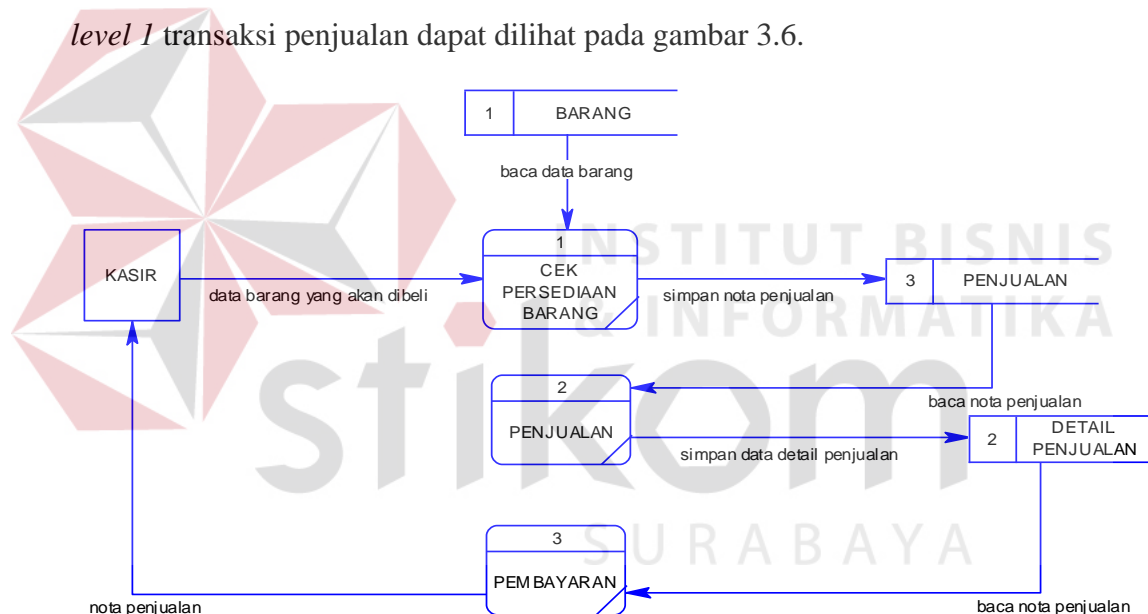 level 1 transaksi penjualan dapat dilihat pada gambar 3.6.
1 BARANG
baca data barang
INSTITUT BISNIS
& INFORMATIKA
stikom
SURABAYA
KASIR
data barang yang akan dibeli
1
CEK
PERSEDIAAN
BARANG
simpan nota penjualan
3 PENJUALAN
baca nota penjualan
2
PENJUALAN
simpan data detail penjualan
2 DETAIL
PENJUALAN
3
PEMBAYARAN
nota penjualan
baca nota penjualan